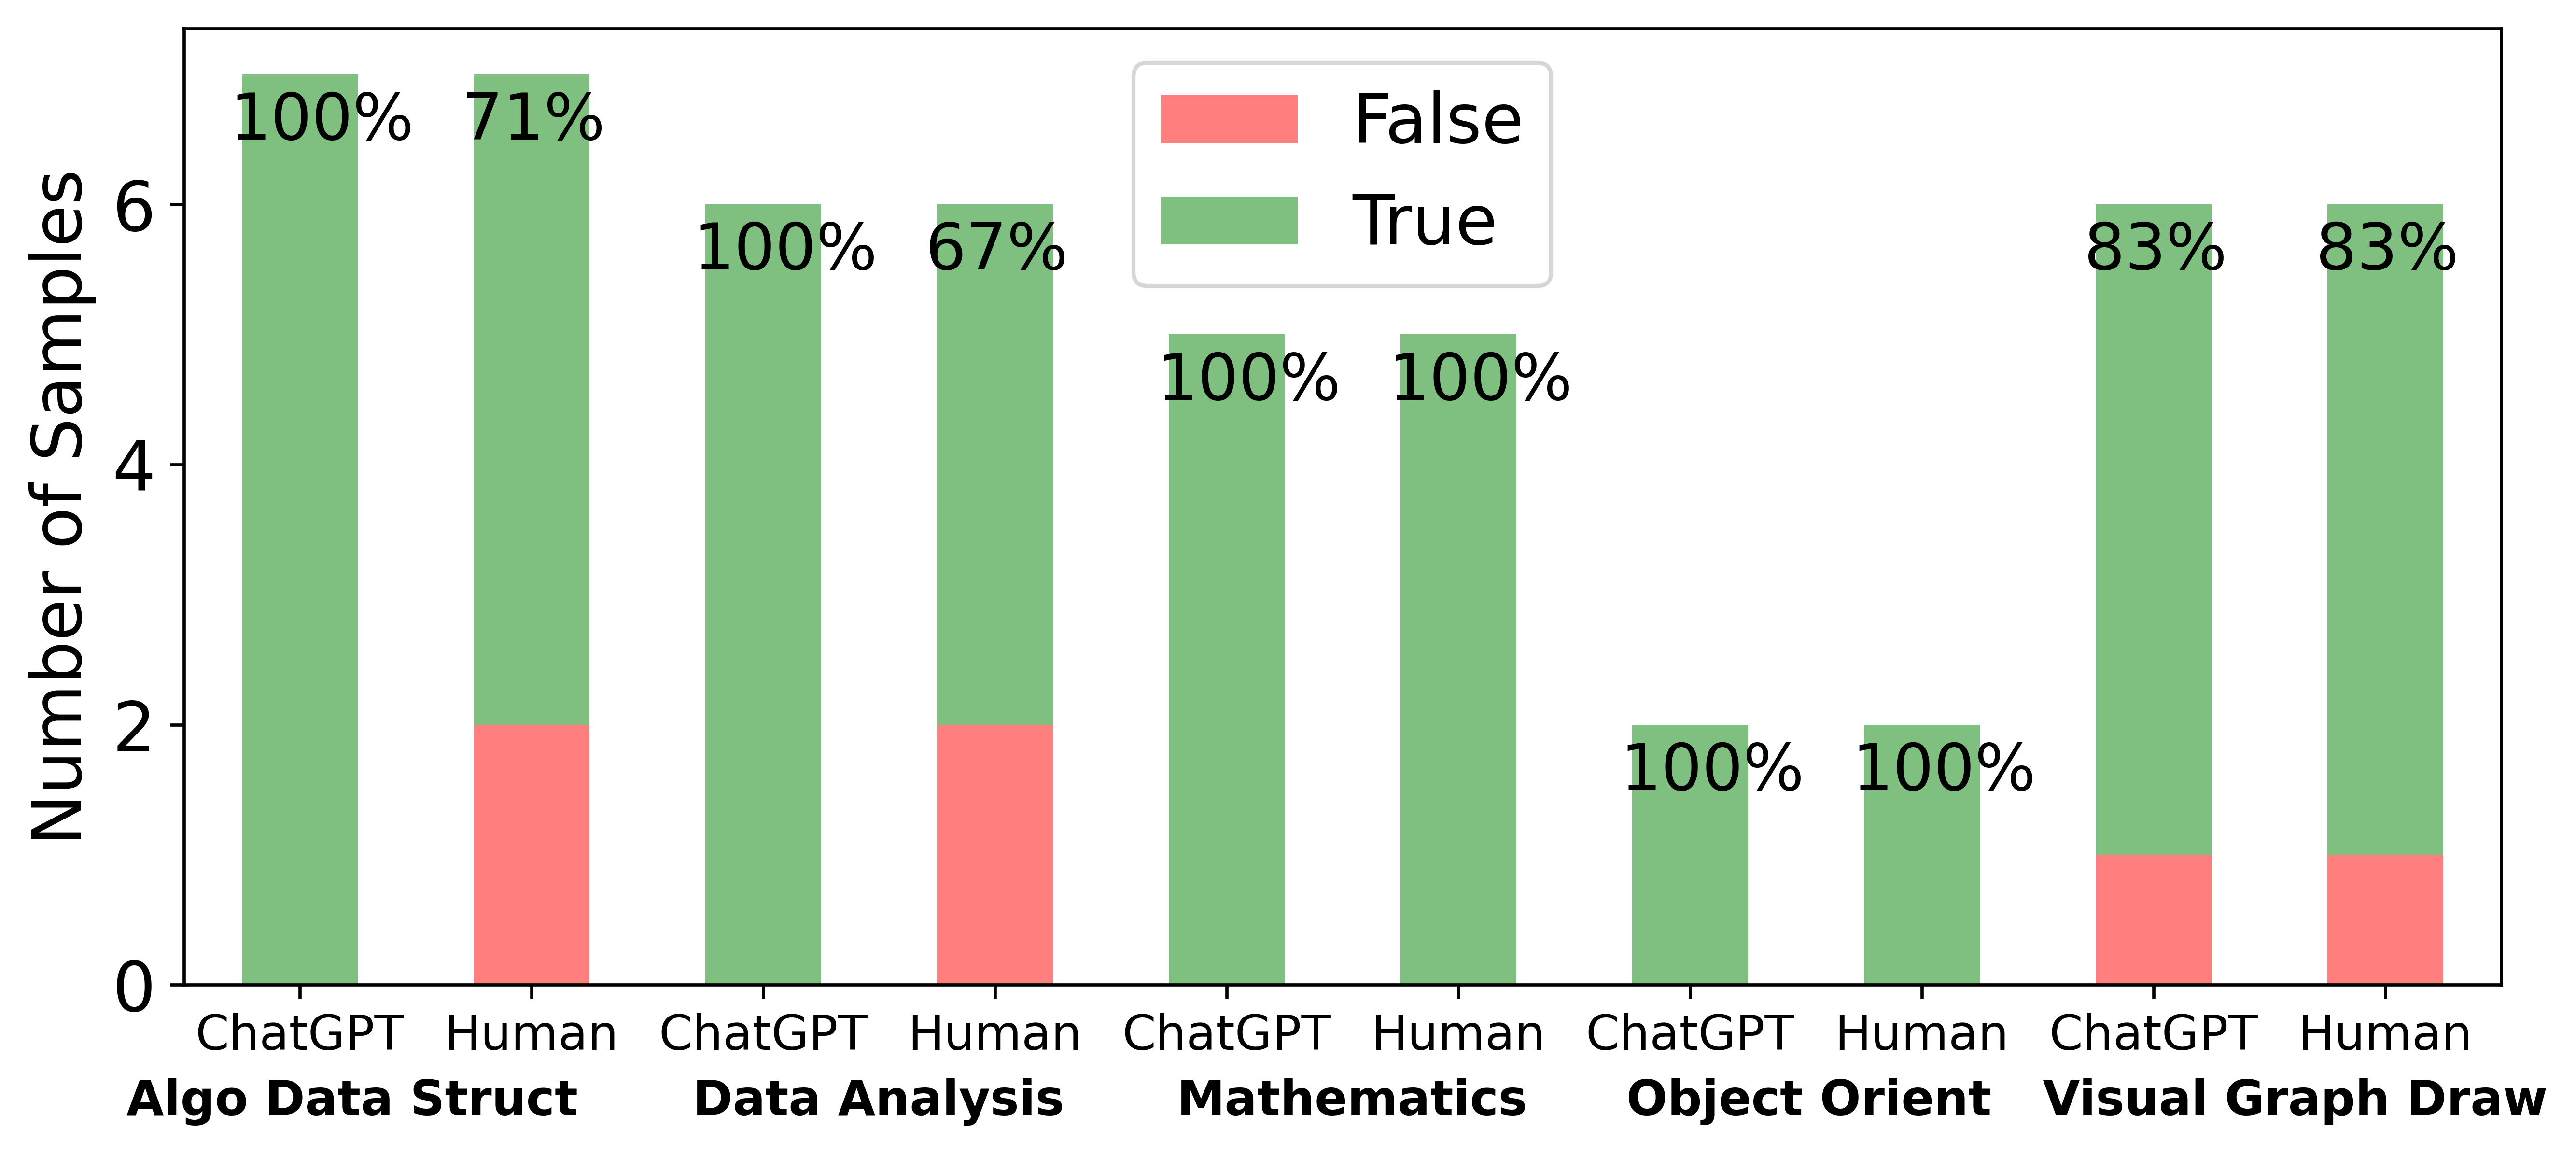 Number of Samples
6
4
2
0
100%
71%
100%
67%
100%
100%
100%
100%
83%
83%
False
True
ChatGPT Human ChatGPT Human ChatGPT Human ChatGPT Human ChatGPT Human
Algo Data Struct Data Analysis Mathematics Object Orient Visual Graph Draw